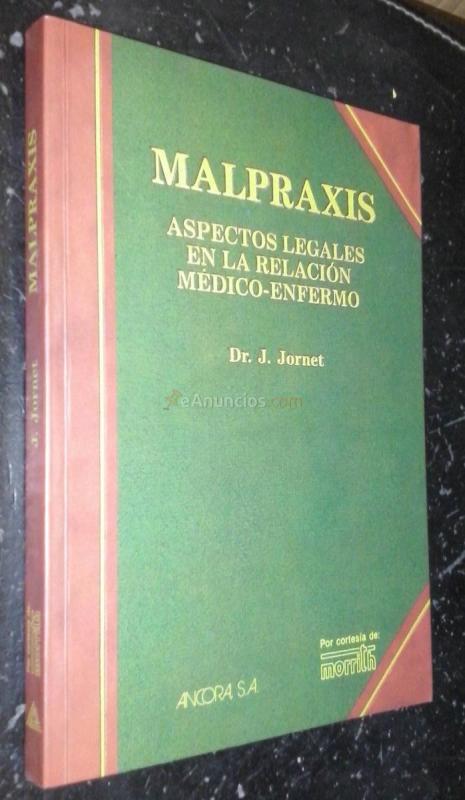 MALPRAXIS
ASPECTOS LEGALES
EN LA RELACIÓN
MÉDICO-ENFERMO
Dr. J. Jornet
eAnuncios.com
Por cortesía de:
morrith
ANCORA, S.A.
MALPRAXIS
J. Jornet